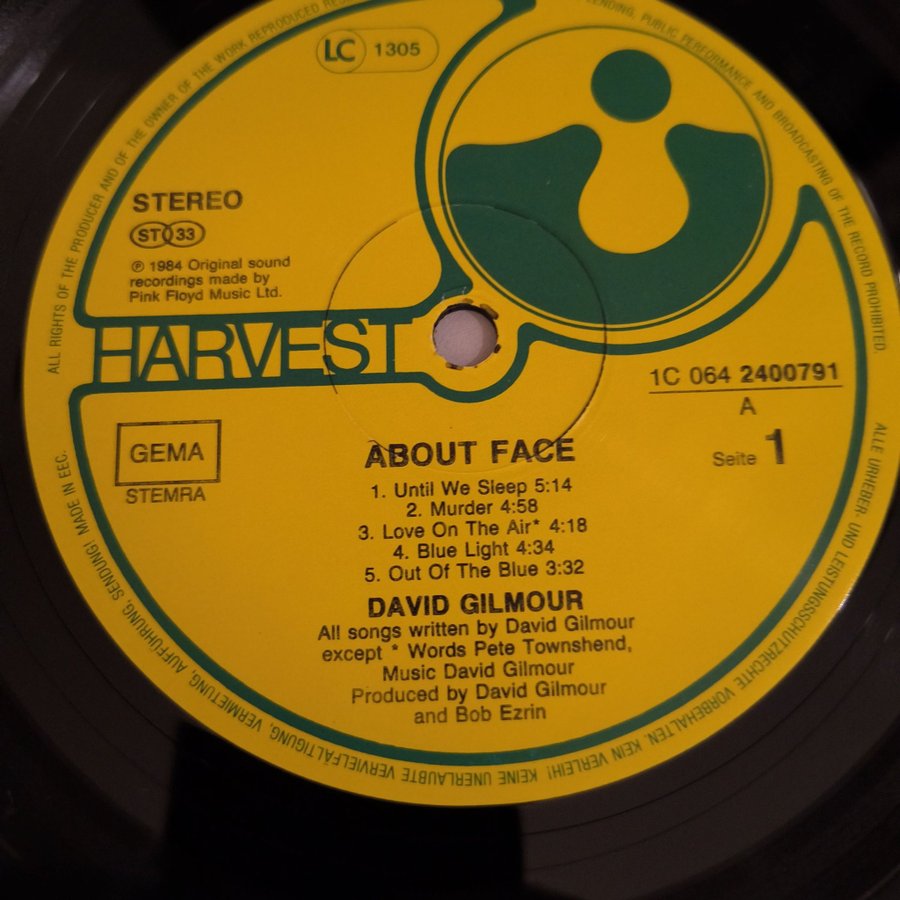 LC 1305
STEREO
ST 33
℗ 1984 Original sound
recordings made by
Pink Floyd Music Ltd.
HARVEST
1C 064 2400791
A
Seite 1
GEMA
STEMRA
ABOUT FACE
1. Until We Sleep 5:14
2. Murder 4:58
3. Love On The Air* 4:18
4. Blue Light 4:34
5. Out Of The Blue 3:32
DAVID GILMOUR
All songs written by David Gilmour
except * Words Pete Townshend,
Music David Gilmour
Produced by David Gilmour
and Bob Ezrin
ALL RIGHTS OF THE PRODUCER AND OF THE OWNER OF THE WORK REPRODUCED
LENDING, PUBLIC PERFORMANCE AND BROADCASTING OF THE RECORD PROHIBITED.
ALLE URHEBER- UND LEISTUNGSSCHUTZRECHTE VORBEHALTEN. KEIN VERLEIH! KEINE UNERLAUBTE VERVIELFÄLTIGUNG, VERMIETUNG, AUFFÜHRUNG, SENDUNG! MADE IN EEC.